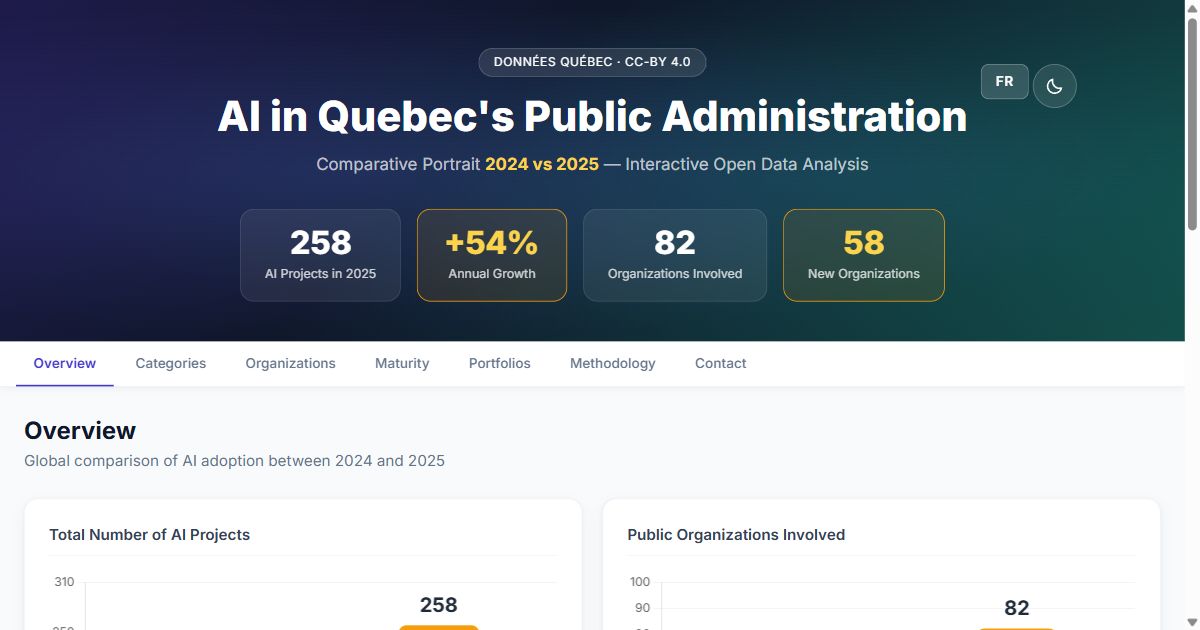 DONNÉES QUÉBEC · CC-BY 4.0
FR
AI in Quebec's Public Administration
Comparative Portrait 2024 vs 2025 — Interactive Open Data Analysis
258
AI Projects in 2025
+54%
Annual Growth
82
Organizations Involved
58
New Organizations
Overview
Categories
Organizations
Maturity
Portfolios
Methodology
Contact
Overview
Global comparison of AI adoption between 2024 and 2025
Total Number of AI Projects
310
258
Public Organizations Involved
100
90
82